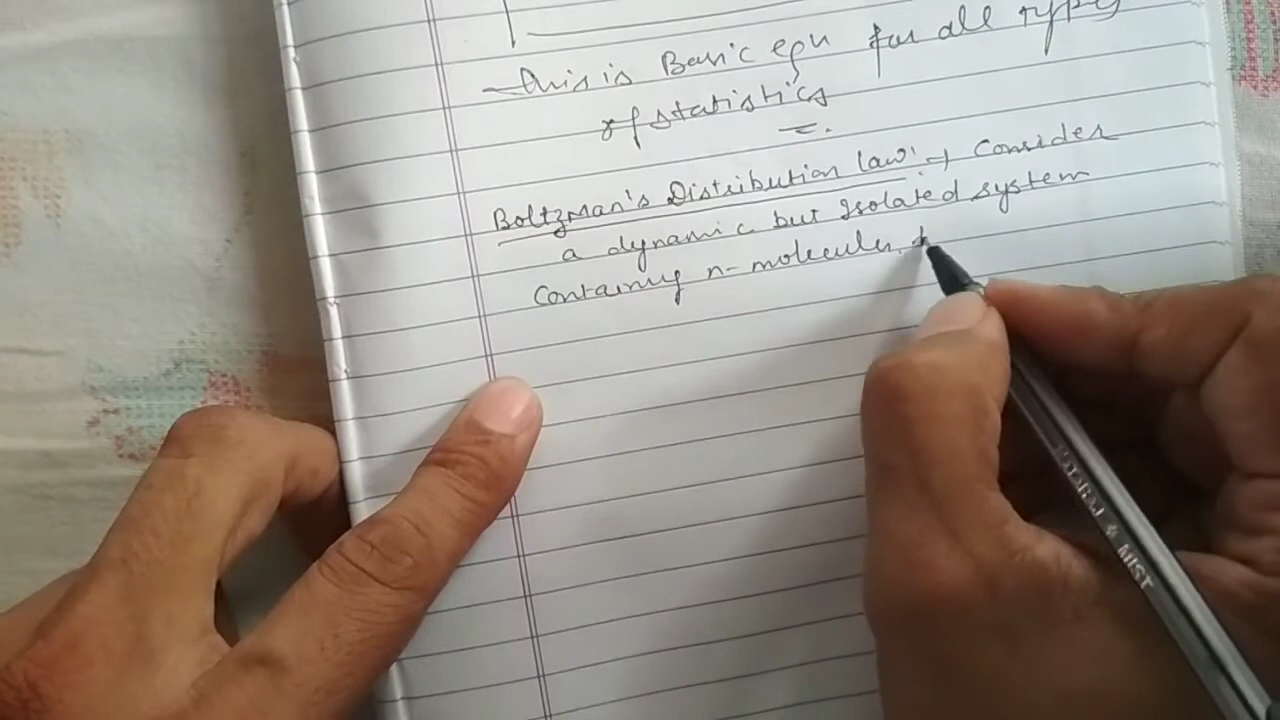 This is Basic eqn for all types
of statistics
Boltzman's Distribution law :→ Consider
a dynamic but Isolated system
Containing n-molecules.